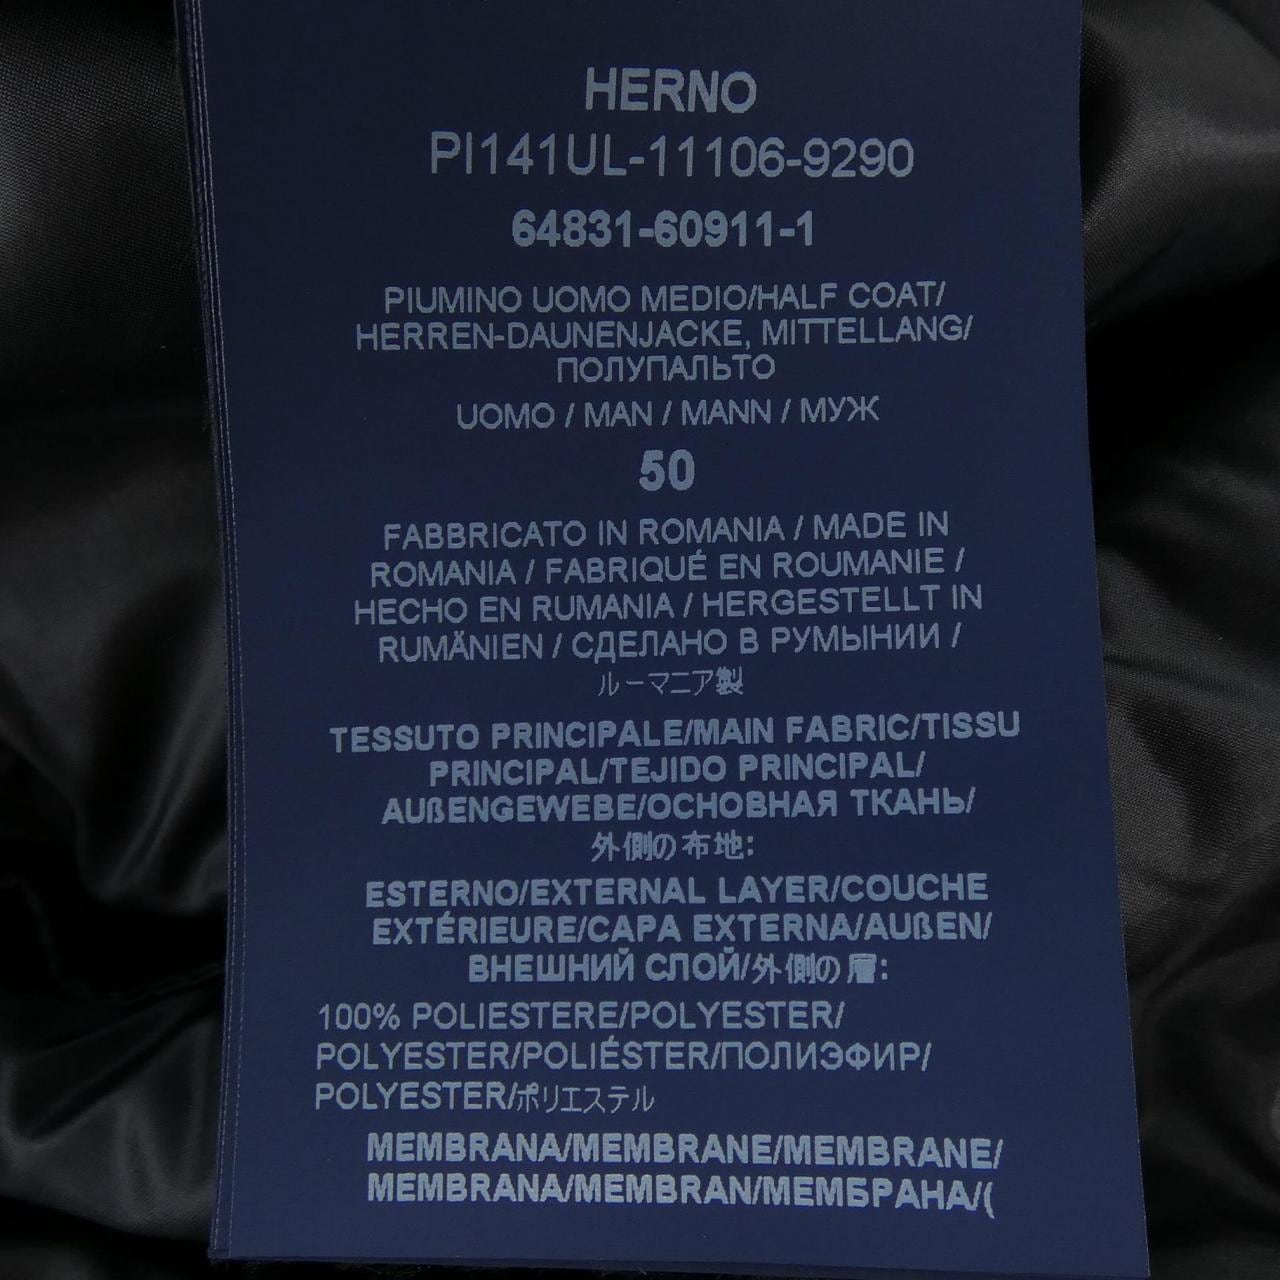 HERNO
PI141UL-11106-9290
64831-60911-1
PIUMINO UOMO MEDIO/HALF COAT/
HERREN-DAUNENJACKE, MITTELLANG/
ПОЛУПАЛЬТО
UOMO / MAN / MANN / МУЖ
50
FABBRICATO IN ROMANIA / MADE IN
ROMANIA / FABRIQUÉ EN ROUMANIE /
HECHO EN RUMANIA / HERGESTELLT IN
RUMÄNIEN / СДЕЛАНО В РУМЫНИИ /
ルーマニア製
TESSUTO PRINCIPALE/MAIN FABRIC/TISSU
PRINCIPAL/TEJIDO PRINCIPAL/
AUßENGEWEBE/ОСНОВНАЯ ТКАНЬ/
外側の布地:
ESTERNO/EXTERNAL LAYER/COUCHE
EXTÉRIEURE/CAPA EXTERNA/AUßEN/
ВНЕШНИЙ СЛОЙ/外側の層:
100% POLIESTERE/POLYESTER/
POLYESTER/POLIÉSTER/ПОЛИЭФИР/
POLYESTER/ポリエステル
MEMBRANA/MEMBRANE/MEMBRANE/
MEMBRANA/MEMBRAN/МЕМБРАНА/(